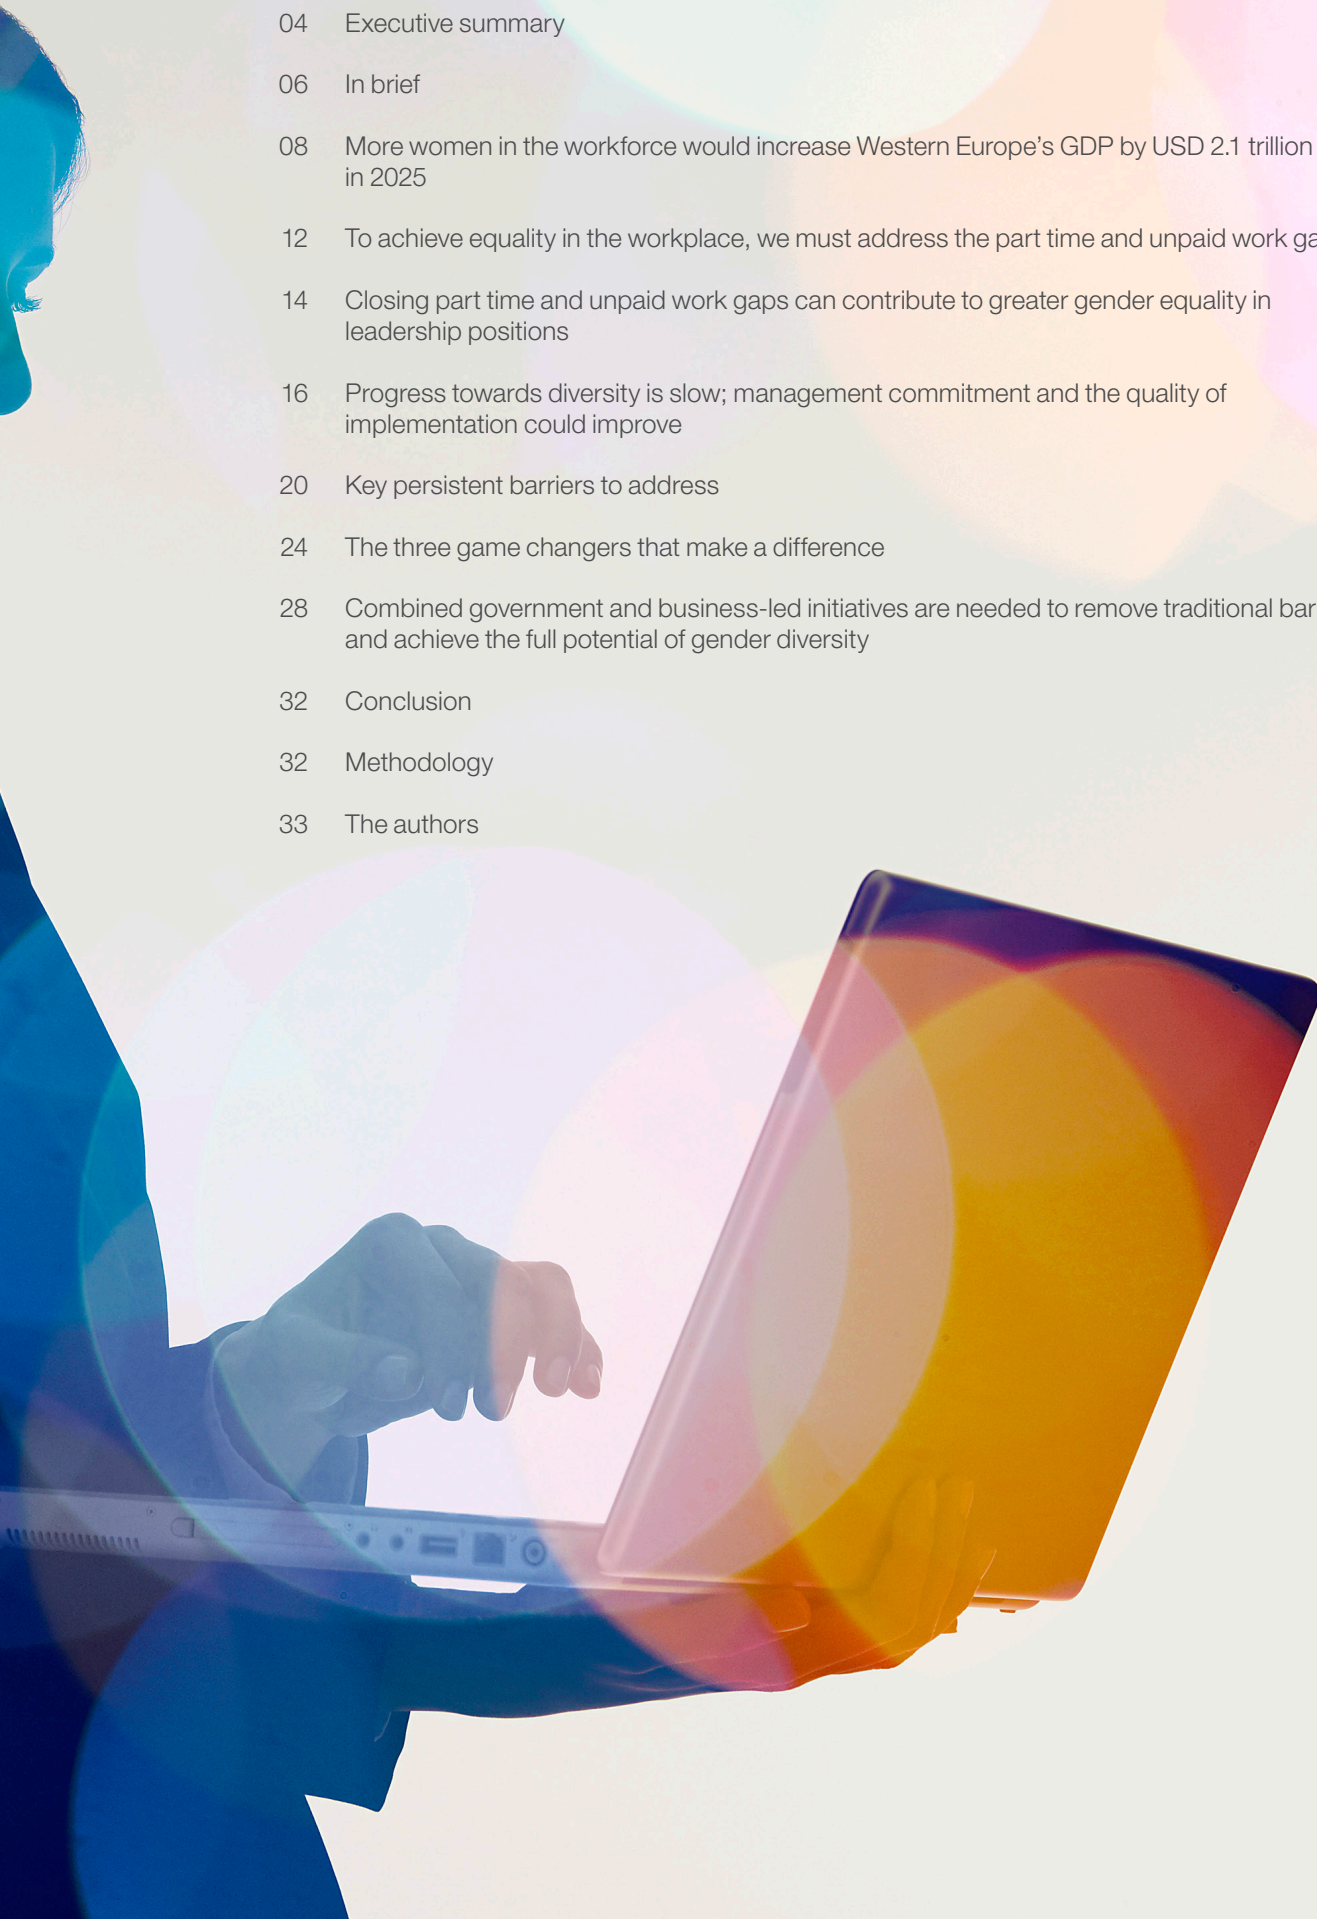 04 Executive summary
06 In brief
08 More women in the workforce would increase Western Europe's GDP by USD 2.1 trillion
in 2025
12 To achieve equality in the workplace, we must address the part time and unpaid work
14 Closing part time and unpaid work gaps can contribute to greater gender equality in
leadership positions
16 Progress towards diversity is slow; management commitment and the quality of
implementation could improve
20 Key persistent barriers to address
24 The three game changers that make a difference
28 Combined government and business-led initiatives are needed to remove traditional
and achieve the full potential of gender diversity
32 Conclusion
32 Methodology
33 The authors